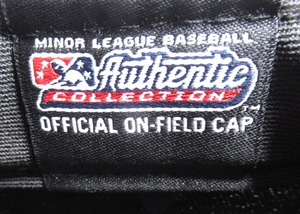 MINOR LEAGUE BASEBALL
Authentic
COLLECTION
TM
OFFICIAL ON-FIELD CAP